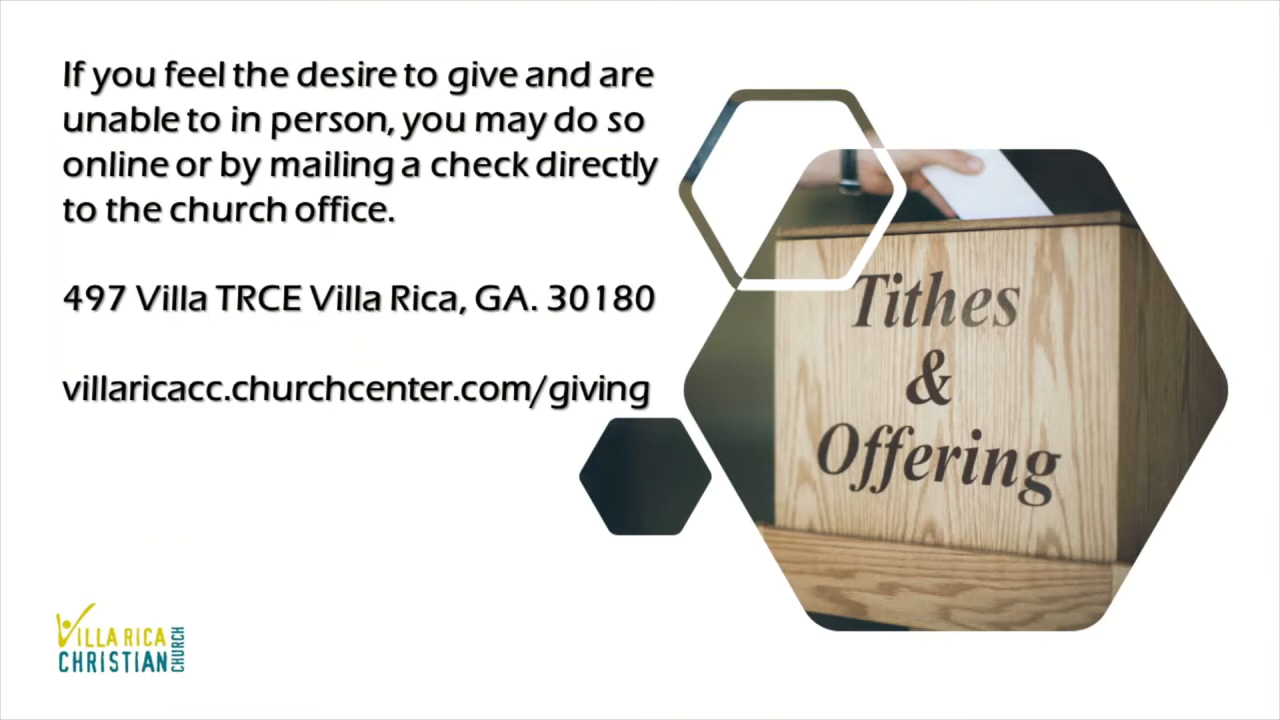 If you feel the desire to give and are
unable to in person, you may do so
online or by mailing a check directly
to the church office.
497 Villa TRCE Villa Rica, GA. 30180
villaricacc.churchcenter.com/giving
Tithes
&
Offering
VILLA RICA
CHRISTIAN
CHURCH